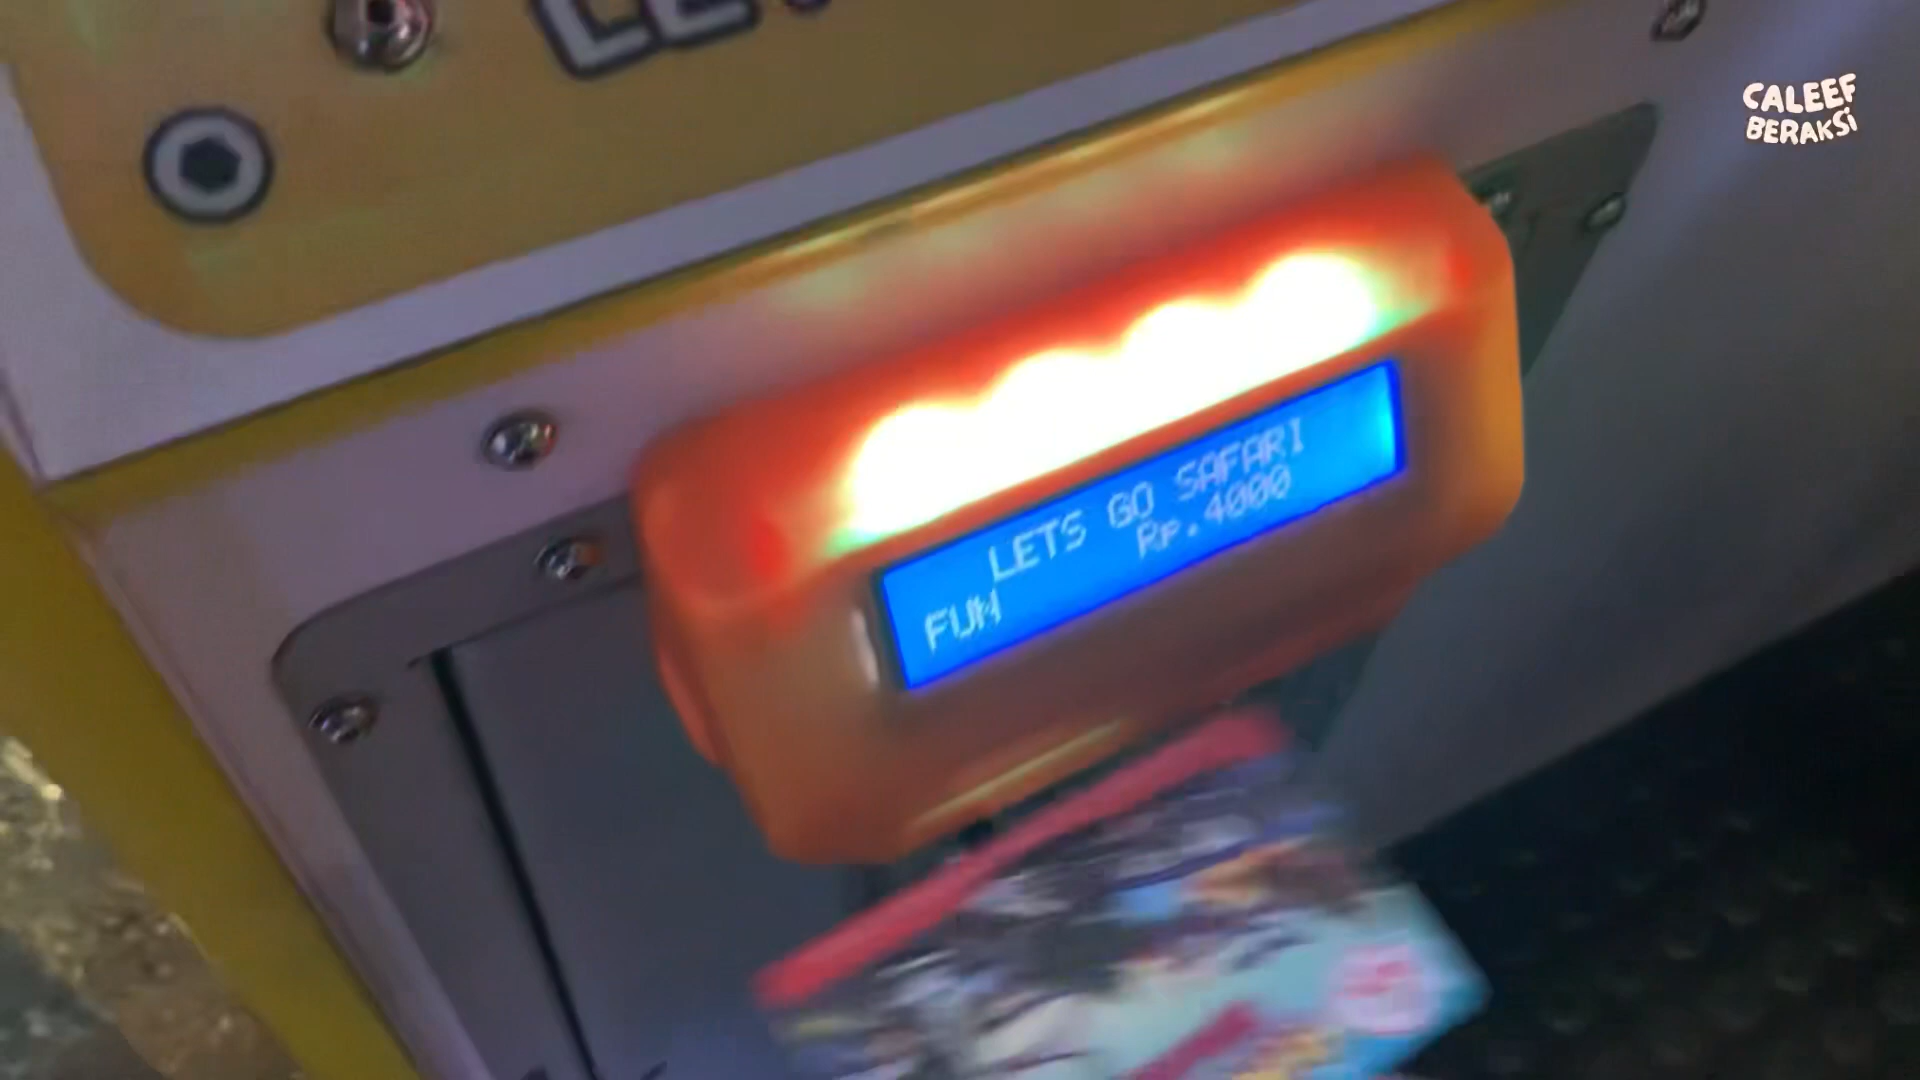 CALEEF
BERAKSi
LETS GO SAFARI
Rp.4000
FUN